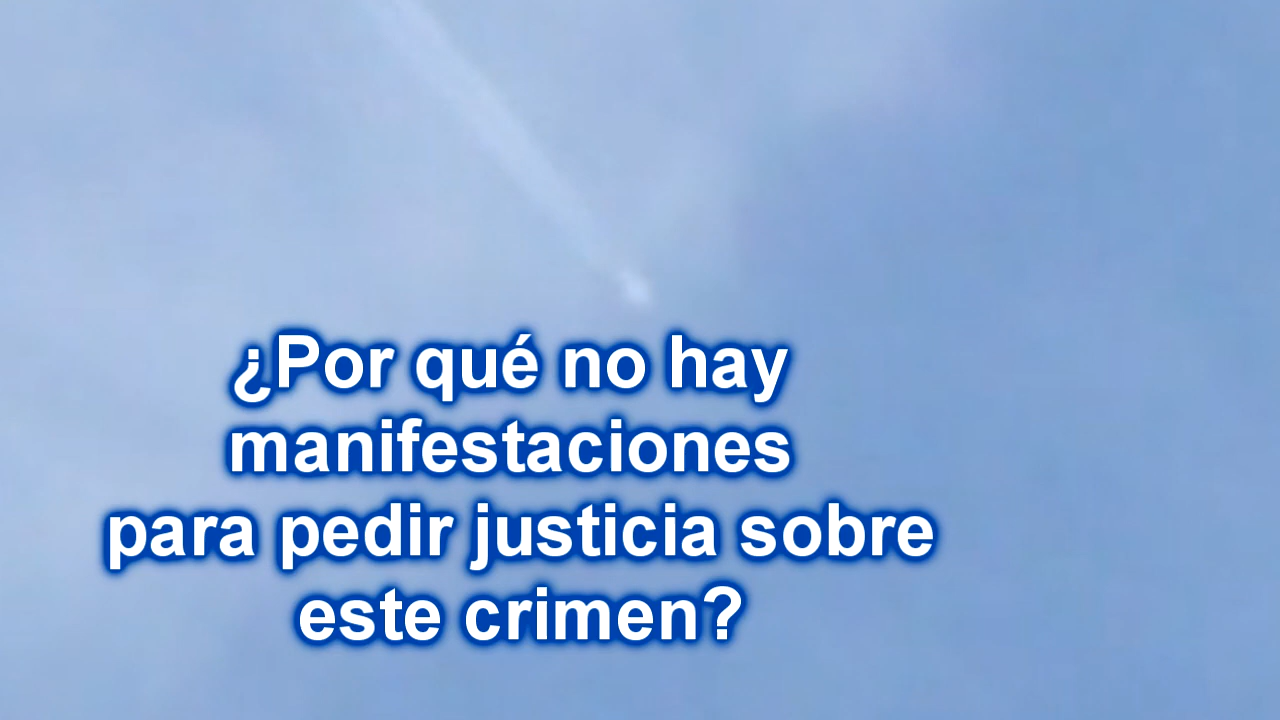 ¿Por qué no hay
manifestaciones
para pedir justicia sobre
este crimen?